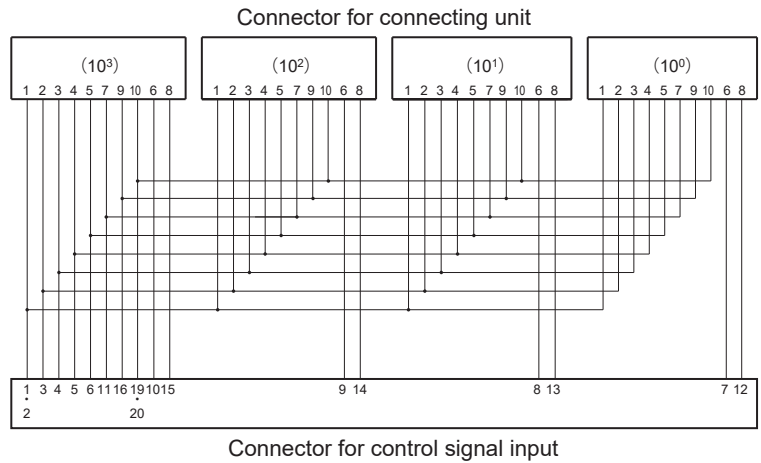 Connector for connecting unit
(10³) (10²) (10¹) (10⁰)
1 2 3 4 5 7 9 10 6 8 1 2 3 4 5 7 9 10 6 8 1 2 3 4 5 7 9 10 6 8 1 2 3 4 5 7 9 10 6 8
1 3 4 5 6 11 16 19 10 15 9 14 8 13 7 12
2 20
Connector for control signal input